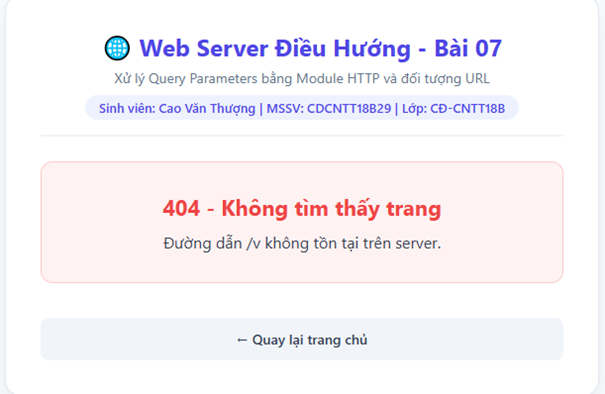 🌐 Web Server Điều Hướng - Bài 07
Xử lý Query Parameters bằng Module HTTP và đối tượng URL
Sinh viên: Cao Văn Thượng | MSSV: CDCNTT18B29 | Lớp: CĐ-CNTT18B
404 - Không tìm thấy trang
Đường dẫn /v không tồn tại trên server.
← Quay lại trang chủ